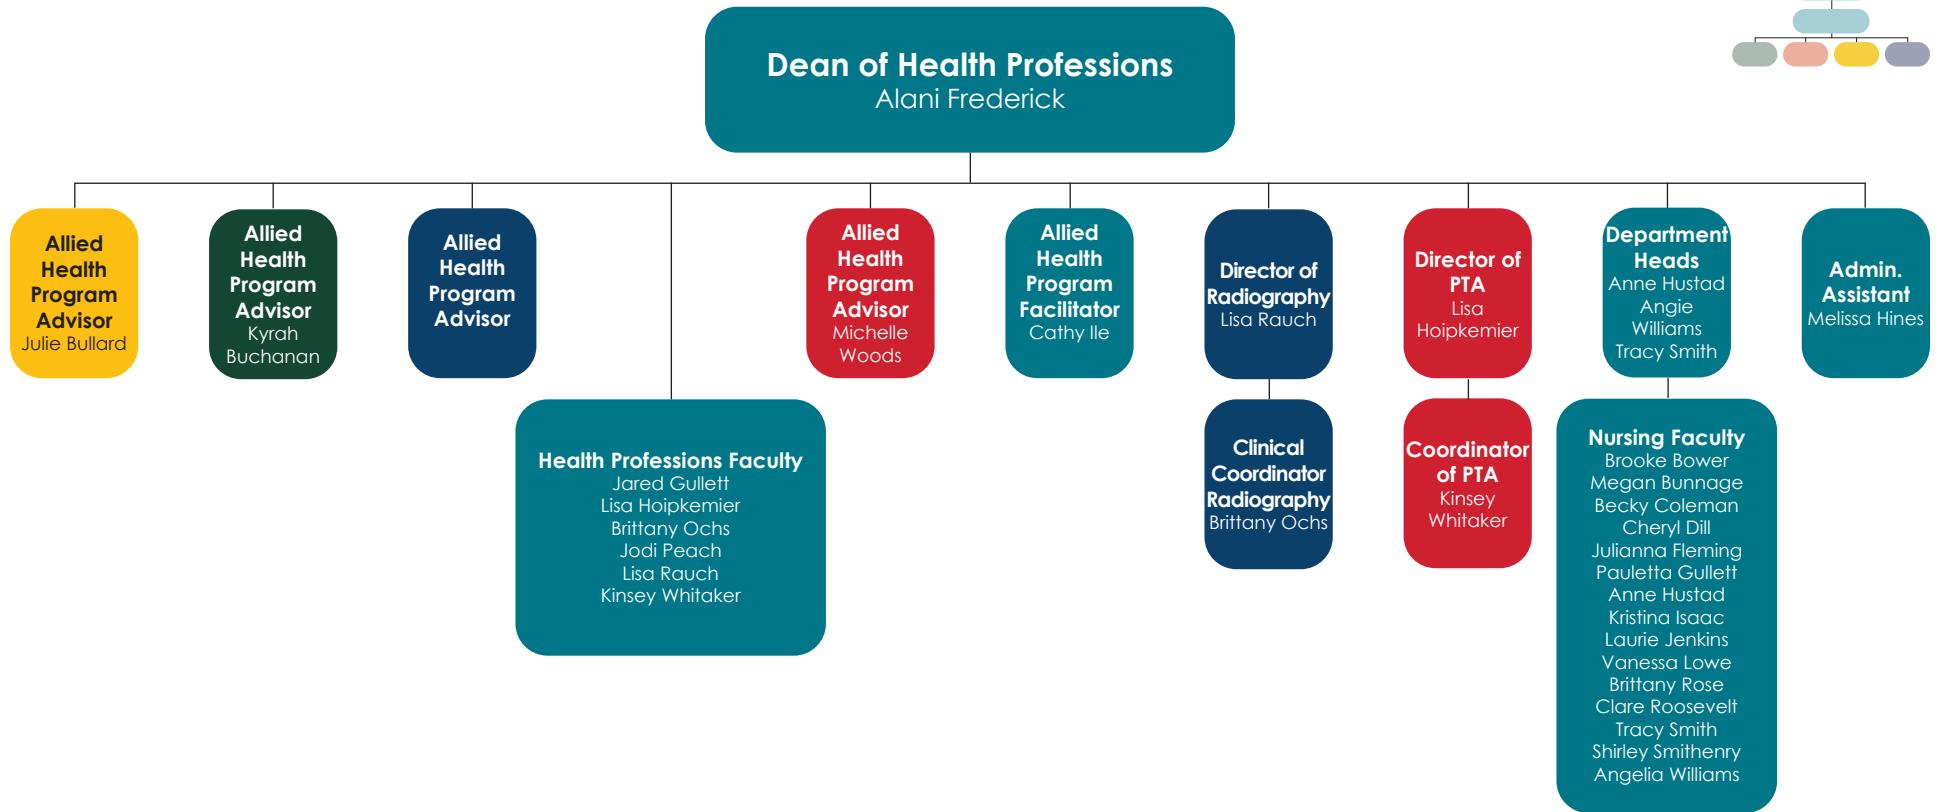 Dean of Health Professions
Alani Frederick
Allied
Health
Program
Advisor
Julie Bullard
Allied
Health
Program
Advisor
Kyrah
Buchanan
Allied
Health
Program
Advisor
Allied
Health
Program
Advisor
Michelle
Woods
Allied
Health
Program
Facilitator
Cathy Ile
Director of
Radiography
Lisa Rauch
Director of
PTA
Lisa
Hoipkemier
Department
Heads
Anne Hustad
Angie
Williams
Tracy Smith
Admin.
Assistant
Melissa Hines
Health Professions Faculty
Jared Gullett
Lisa Hoipkemier
Brittany Ochs
Jodi Peach
Lisa Rauch
Kinsey Whitaker
Clinical
Coordinator
Radiography
Brittany Ochs
Coordinator
of PTA
Kinsey
Whitaker
Nursing Faculty
Brooke Bower
Megan Bunnage
Becky Coleman
Cheryl Dill
Julianna Fleming
Pauletta Gullett
Anne Hustad
Kristina Isaac
Laurie Jenkins
Vanessa Lowe
Brittany Rose
Clare Roosevelt
Tracy Smith
Shirley Smithenry
Angelia Williams